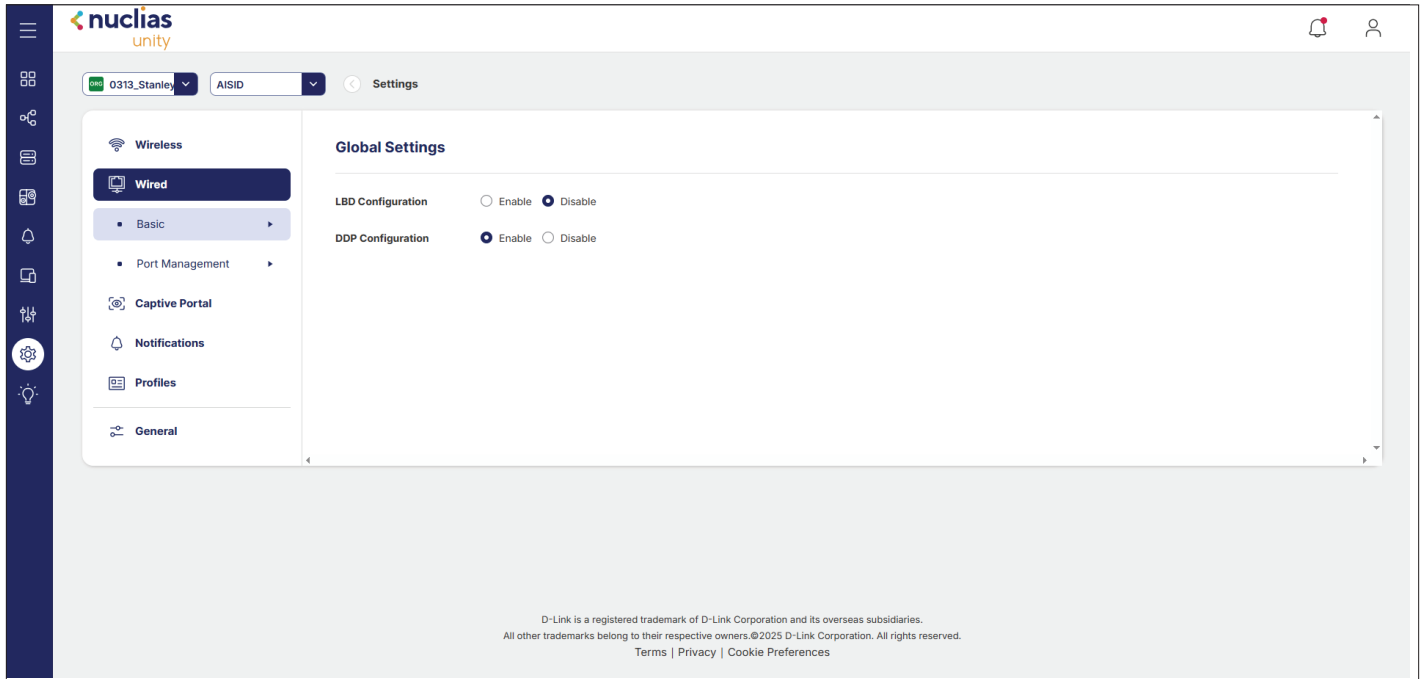 nuclias
unity
ORG 0313_Stanley AISID Settings
Wireless
Wired
Basic
Port Management
Captive Portal
Notifications
Profiles
General
Global Settings
LBD Configuration Enable Disable
DDP Configuration Enable Disable
D-Link is a registered trademark of D-Link Corporation and its overseas subsidiaries.
All other trademarks belong to their respective owners.©2025 D-Link Corporation. All rights reserved.
Terms | Privacy | Cookie Preferences